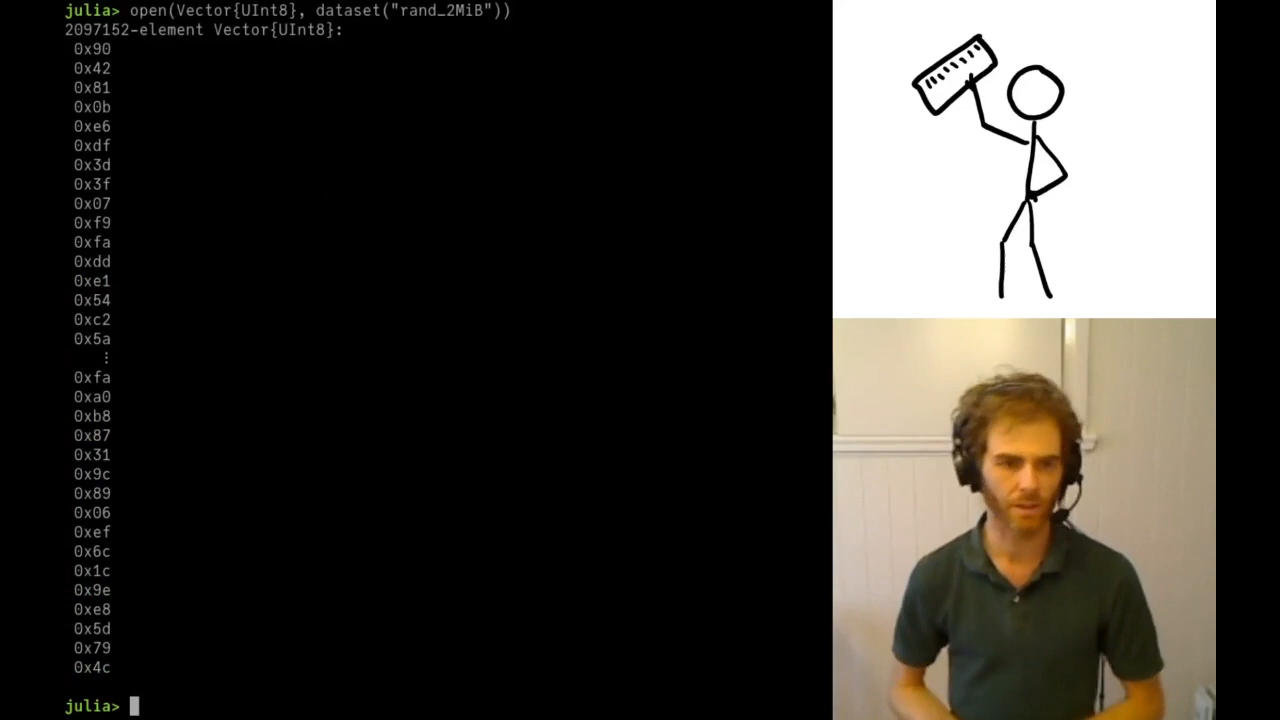 julia> open(Vector{UInt8}, dataset("rand_2MiB"))
2097152-element Vector{UInt8}:
0x90
0x42
0x81
0x0b
0xe6
0xdf
0x3d
0x3f
0x07
0xf9
0xfa
0xdd
0xe1
0x54
0xc2
0x5a
⋮
0xfa
0xa0
0xb8
0x87
0x31
0x9c
0x89
0x06
0xef
0x6c
0x1c
0x9e
0xe8
0x5d
0x79
0x4c
julia>